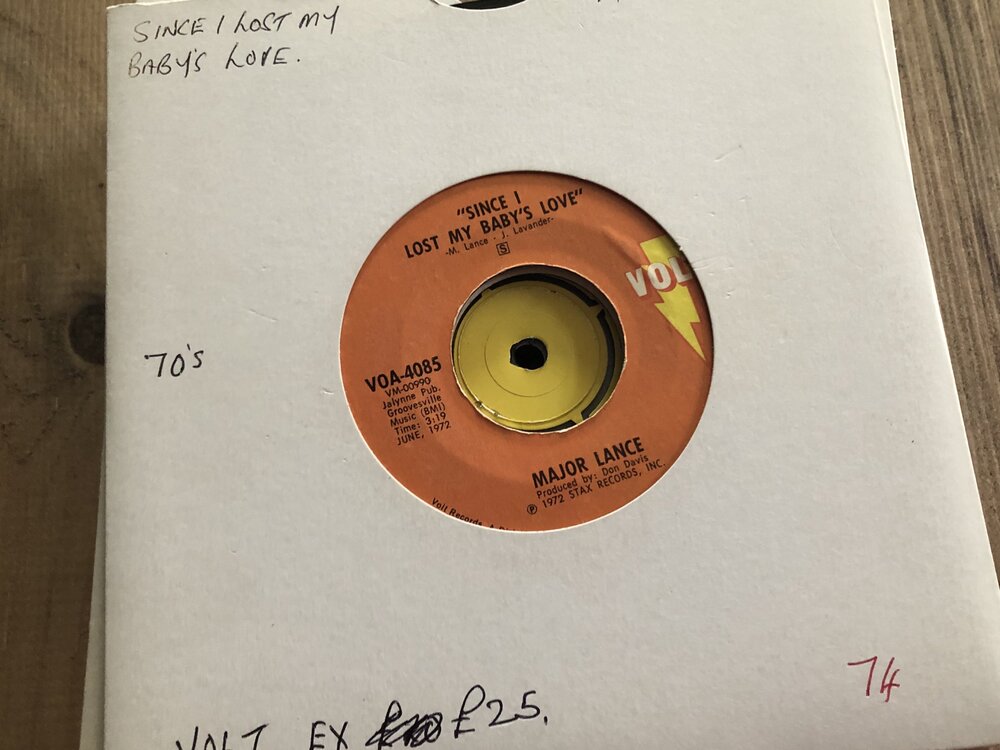 SINCE I LOST MY
BABY'S LOVE.
"SINCE I
LOST MY BABY'S LOVE"
-M. Lance - J. Lavander-
S
VOL
70's
VOA-4085
VM-00990
Jalynne Pub.
Groovesville
Music (BMI)
Time: 3:19
JUNE, 1972
MAJOR LANCE
Produced by: Don Davis
℗ 1972 STAX RECORDS, INC.
Volt Records, A
74
VOLT EX £25.